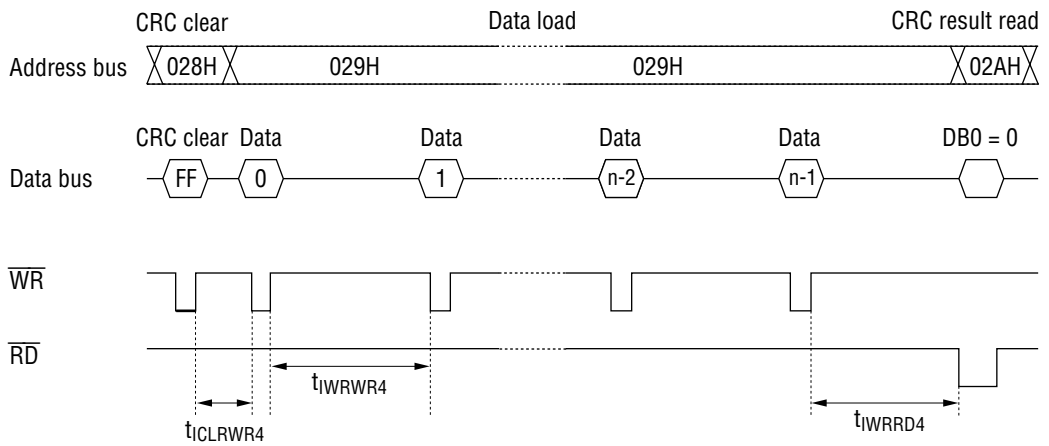 CRC clear Data load CRC result read
Address bus 028H 029H 029H 02AH
CRC clear Data Data Data Data DB0 = 0
Data bus FF 0 1 n-2 n-1
WR
RD
tIWRWR4
tICLRWR4 tIWRRD4